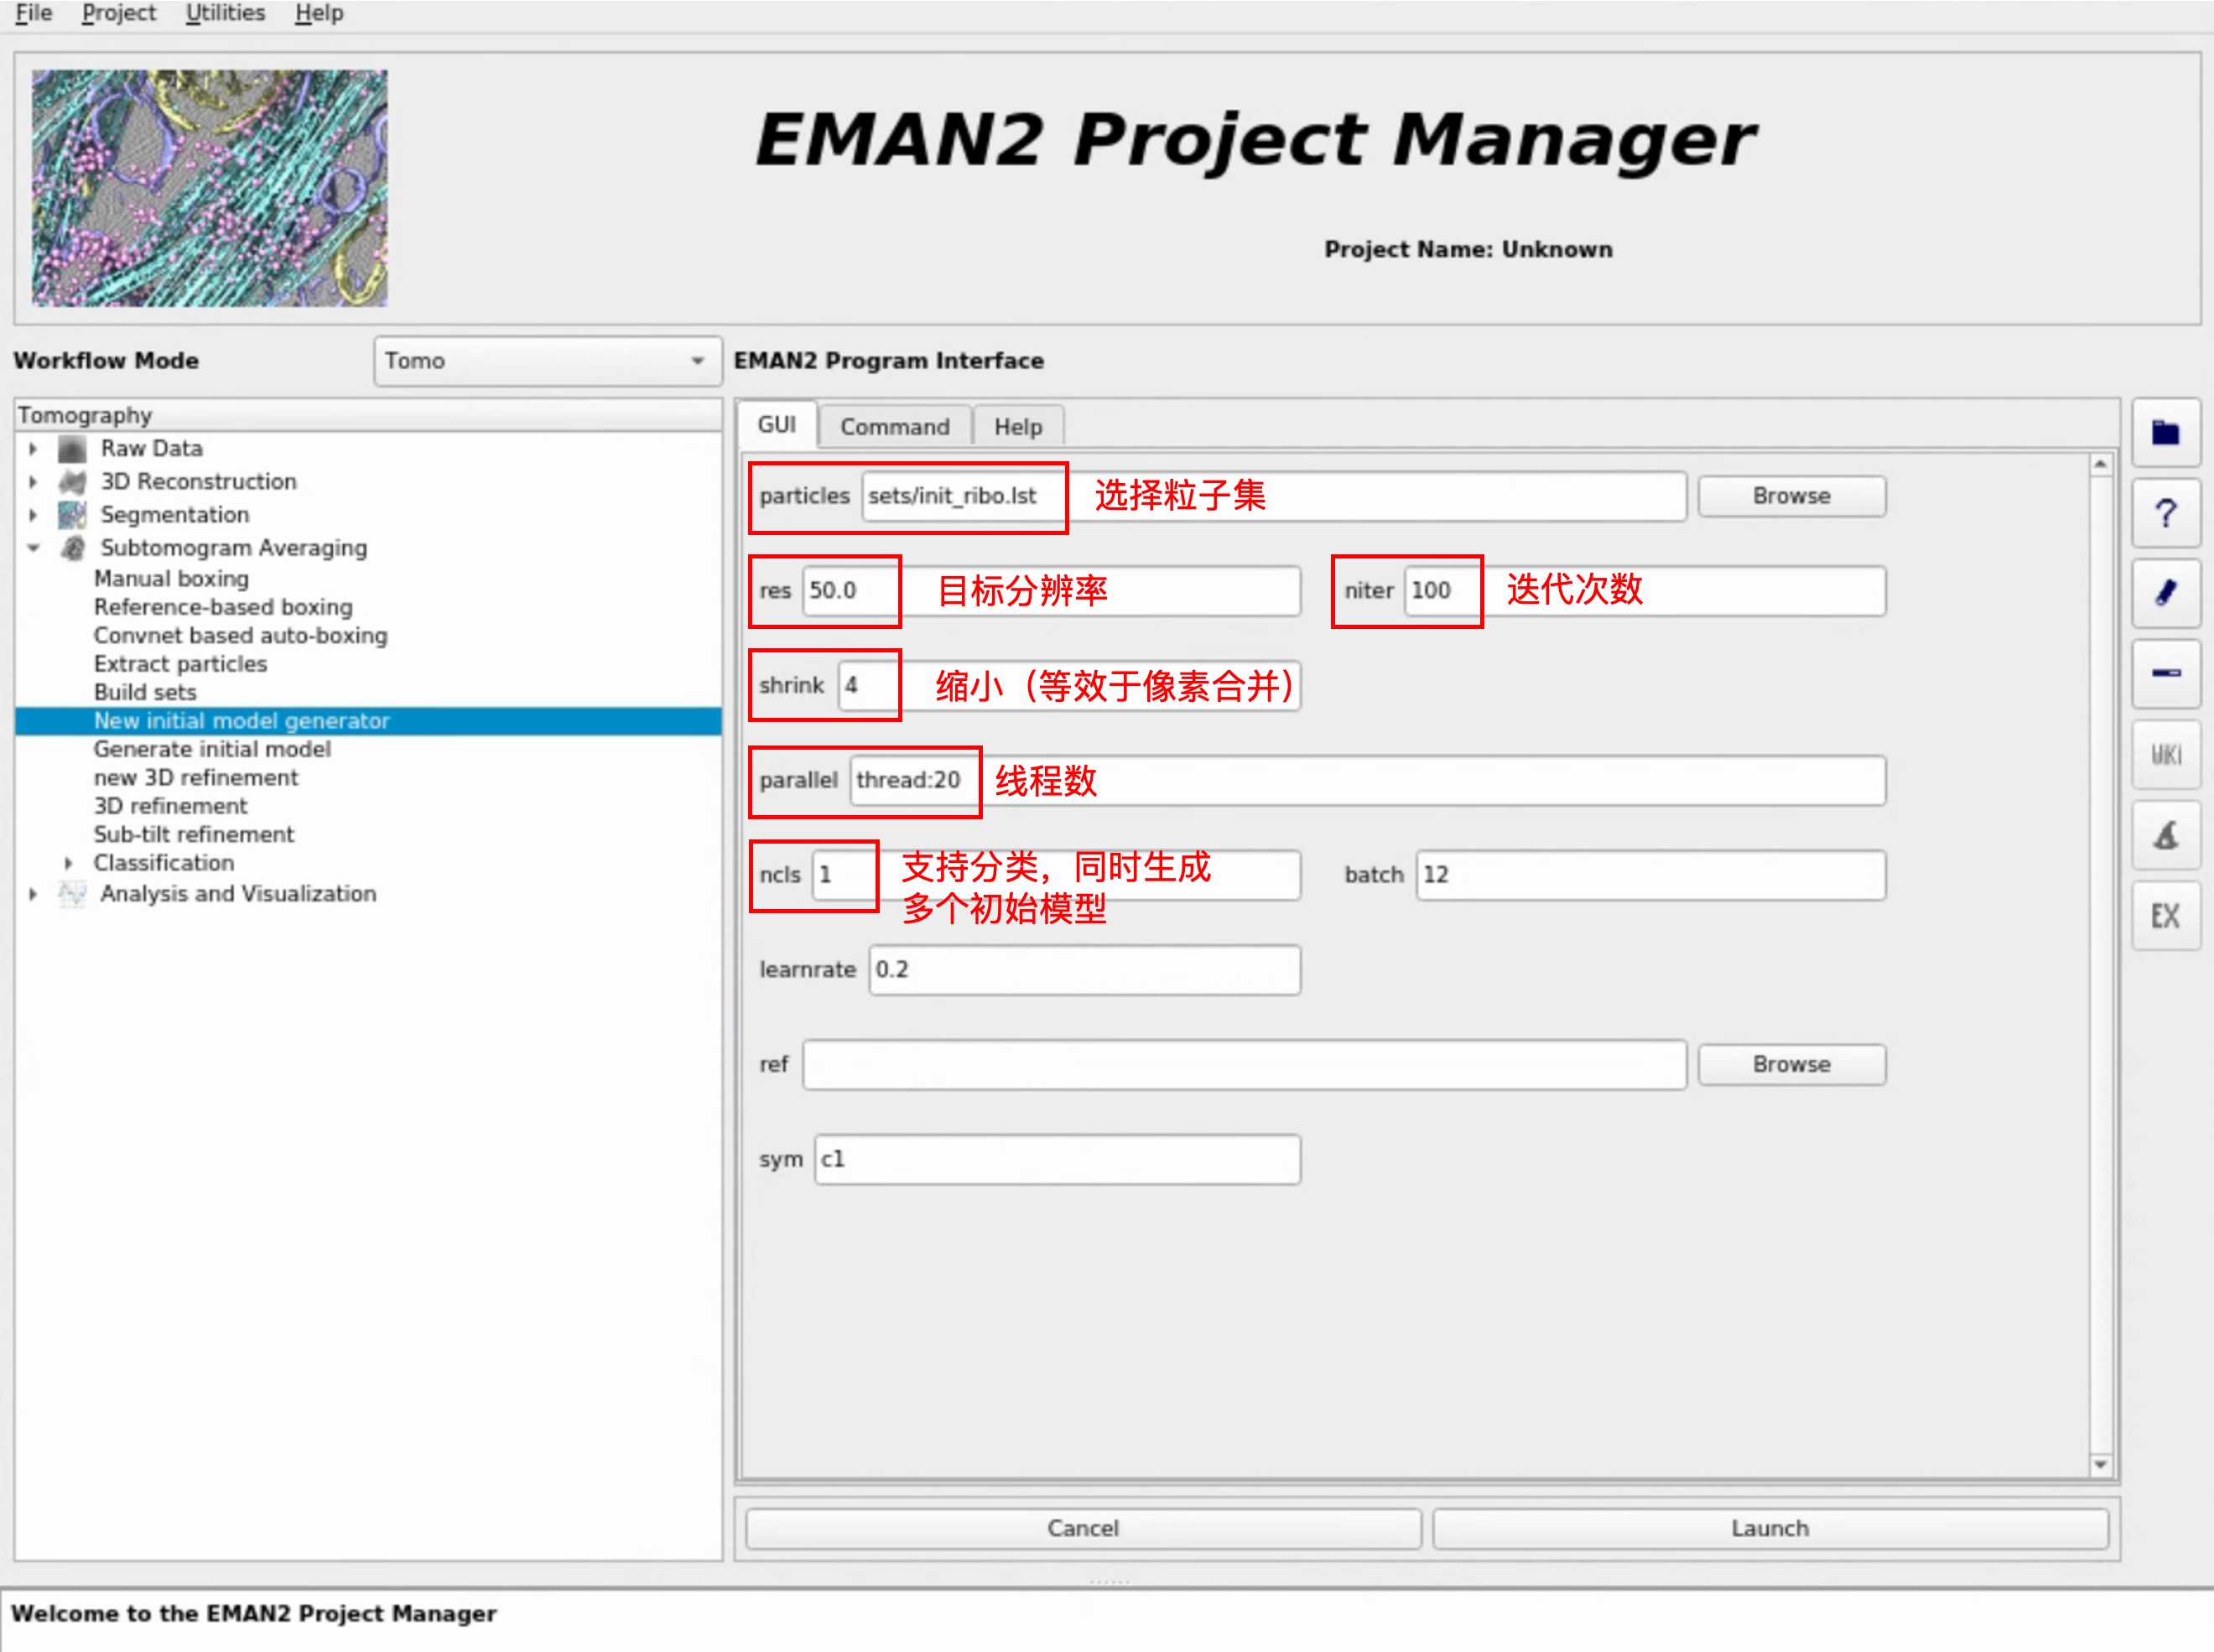 File Project Utilities Help
EMAN2 Project Manager
Project Name: Unknown
Workflow Mode Tomo EMAN2 Program Interface
Tomography
Raw Data
3D Reconstruction
Segmentation
Subtomogram Averaging
Manual boxing
Reference-based boxing
Convnet based auto-boxing
Extract particles
Build sets
New initial model generator
Generate initial model
new 3D refinement
3D refinement
Sub-tilt refinement
Classification
Analysis and Visualization
GUI Command Help
particles sets/init_ribo.lst 选择粒子集 Browse
res 50.0 目标分辨率 niter 100 迭代次数
shrink 4 缩小（等效于像素合并）
parallel thread:20 线程数
ncls 1 支持分类，同时生成 batch 12
多个初始模型
learnrate 0.2
ref Browse
sym c1
?
WKi
EX
Cancel Launch
Welcome to the EMAN2 Project Manager